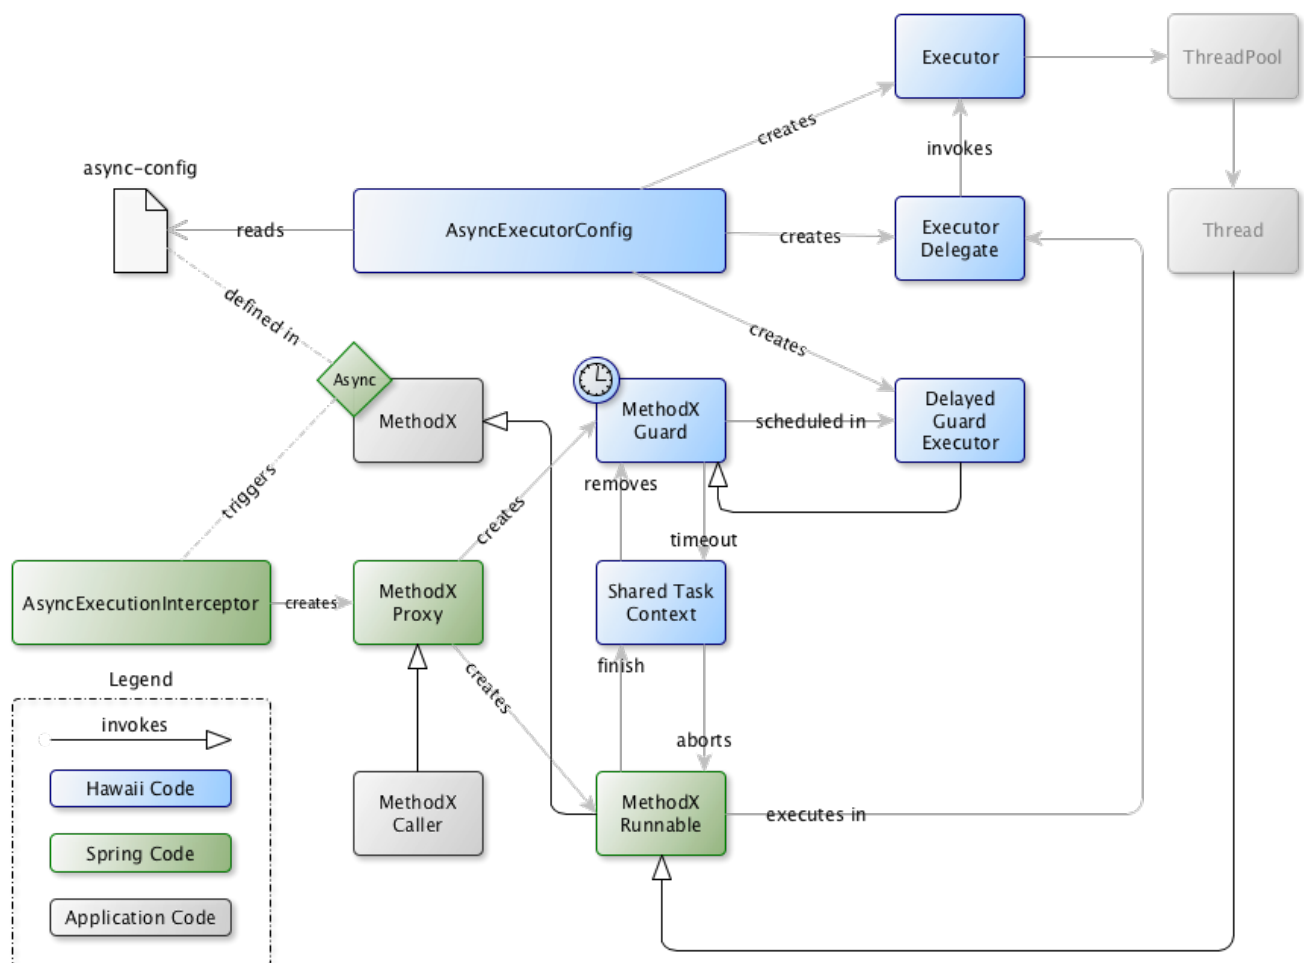 Executor
ThreadPool
creates
invokes
async-config
reads
AsyncExecutorConfig
creates
Executor
Delegate
Thread
defined in
creates
Async
MethodX
MethodX
Guard
scheduled in
Delayed
Guard
Executor
triggers
creates
removes
timeout
AsyncExecutionInterceptor
creates
MethodX
Proxy
Shared Task
Context
creates
finish
aborts
MethodX
Caller
MethodX
Runnable
executes in
Legend
invokes
Hawaii Code
Spring Code
Application Code